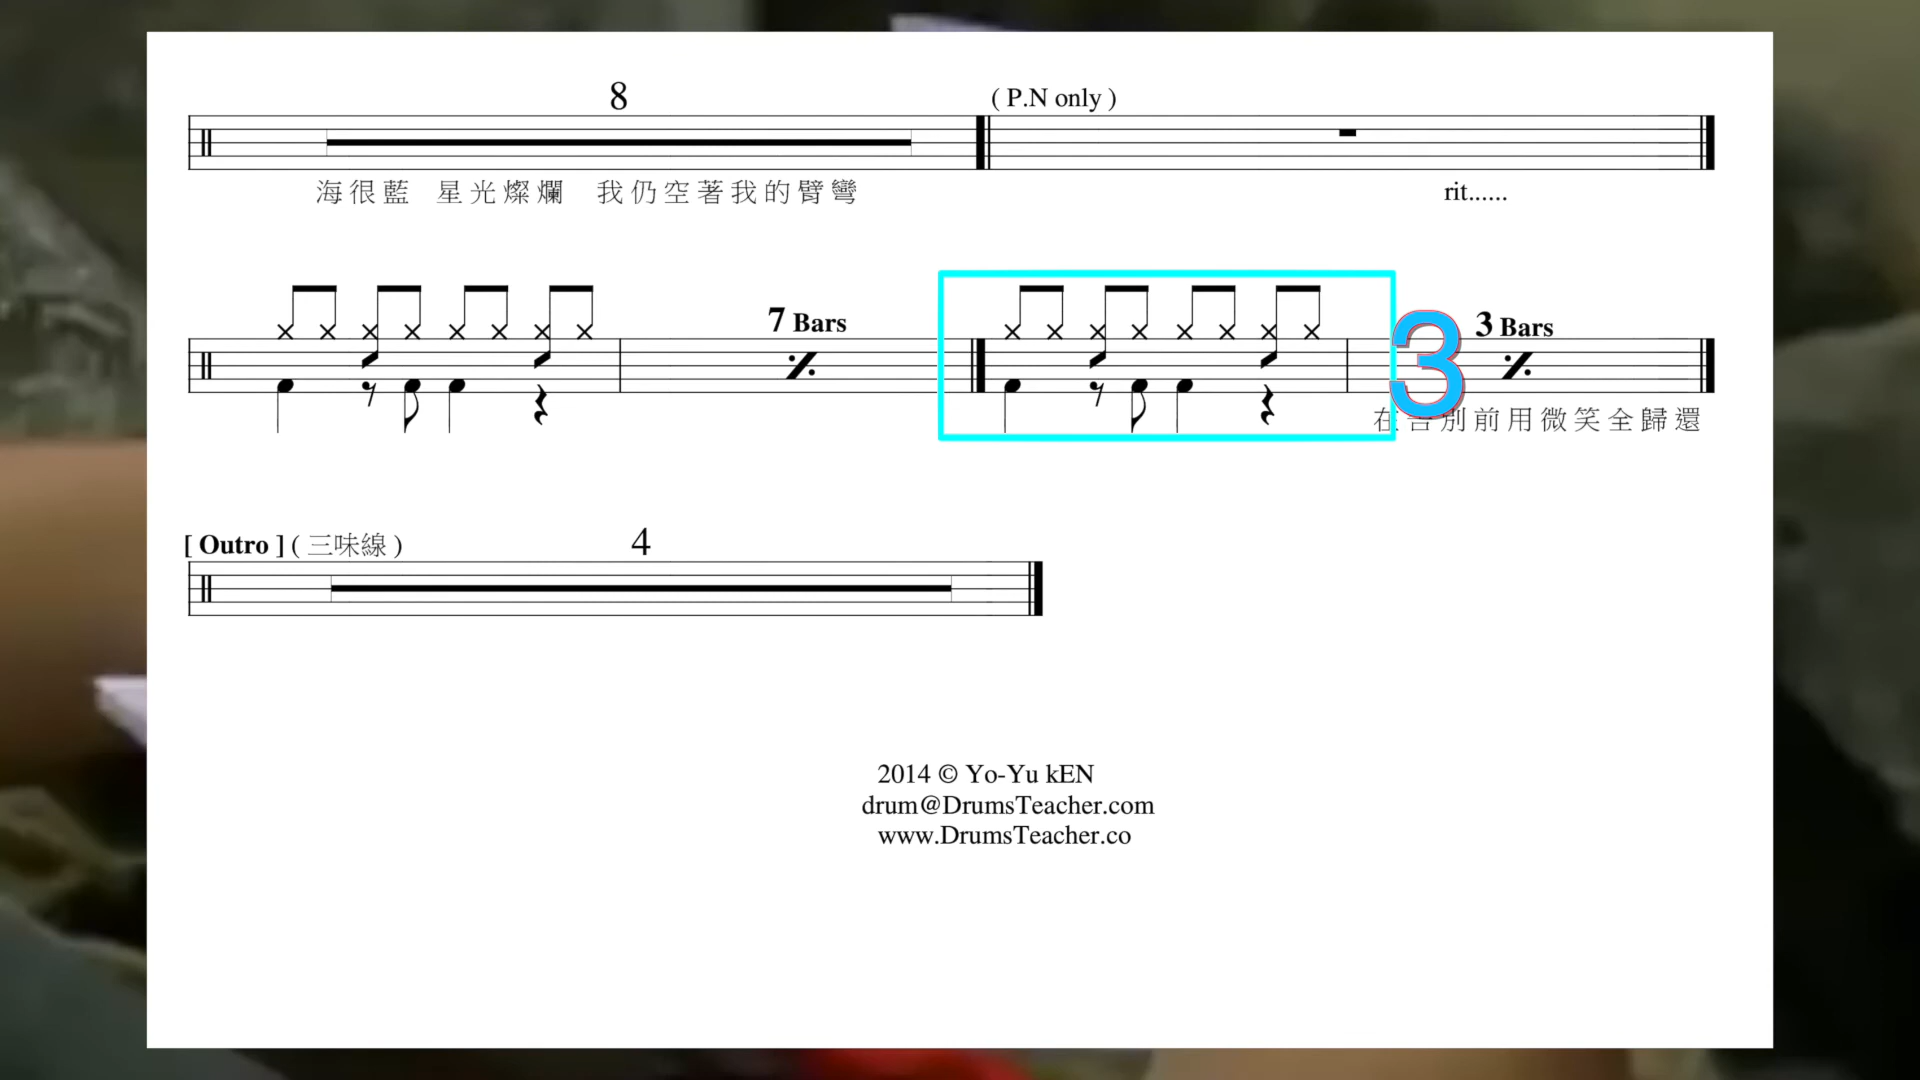 8
( P.N only )
海很藍 星光燦爛 我仍空著我的臂彎
rit......
7 Bars
3
3 Bars
在告別前用微笑全歸還
[ Outro ] ( 三味線 )
4
2014 © Yo-Yu kEN
drum@DrumsTeacher.com
www.DrumsTeacher.co